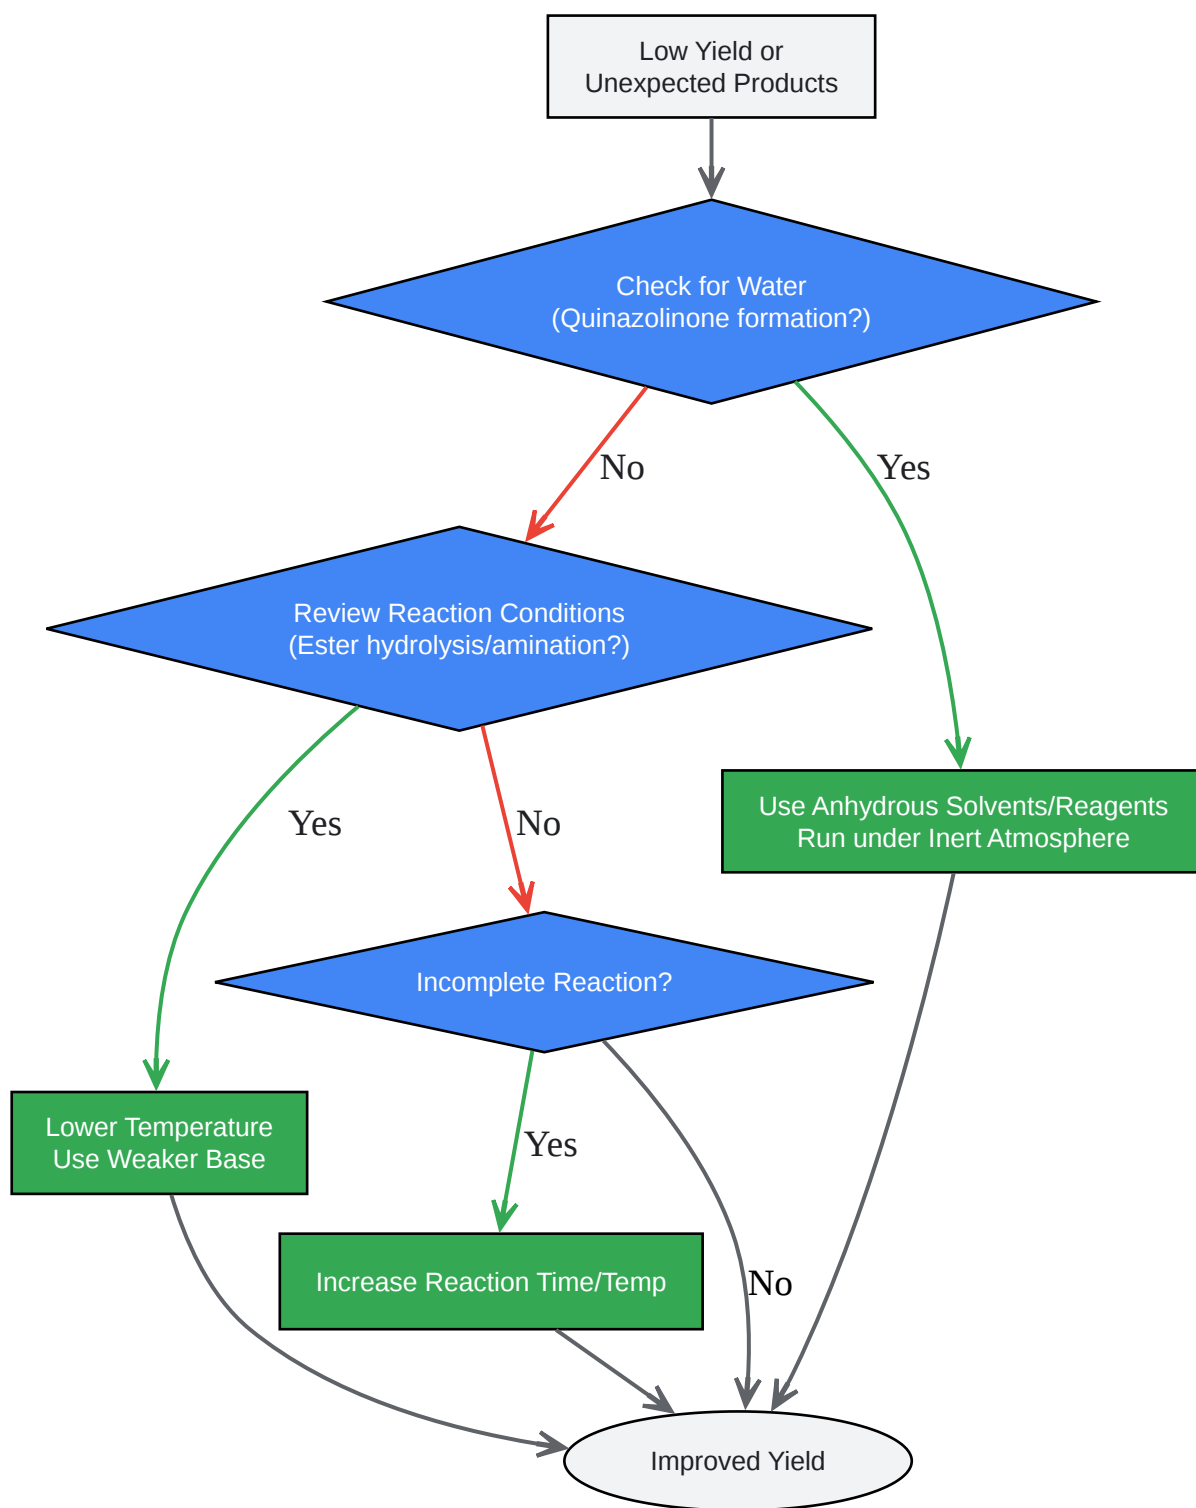 Low Yield or
Unexpected Products
Check for Water
(Quinazolinone formation?)
No
Yes
Review Reaction Conditions
(Ester hydrolysis/amination?)
Yes
No
Use Anhydrous Solvents/Reagents
Run under Inert Atmosphere
Incomplete Reaction?
Lower Temperature
Use Weaker Base
Yes
Increase Reaction Time/Temp
No
Improved Yield